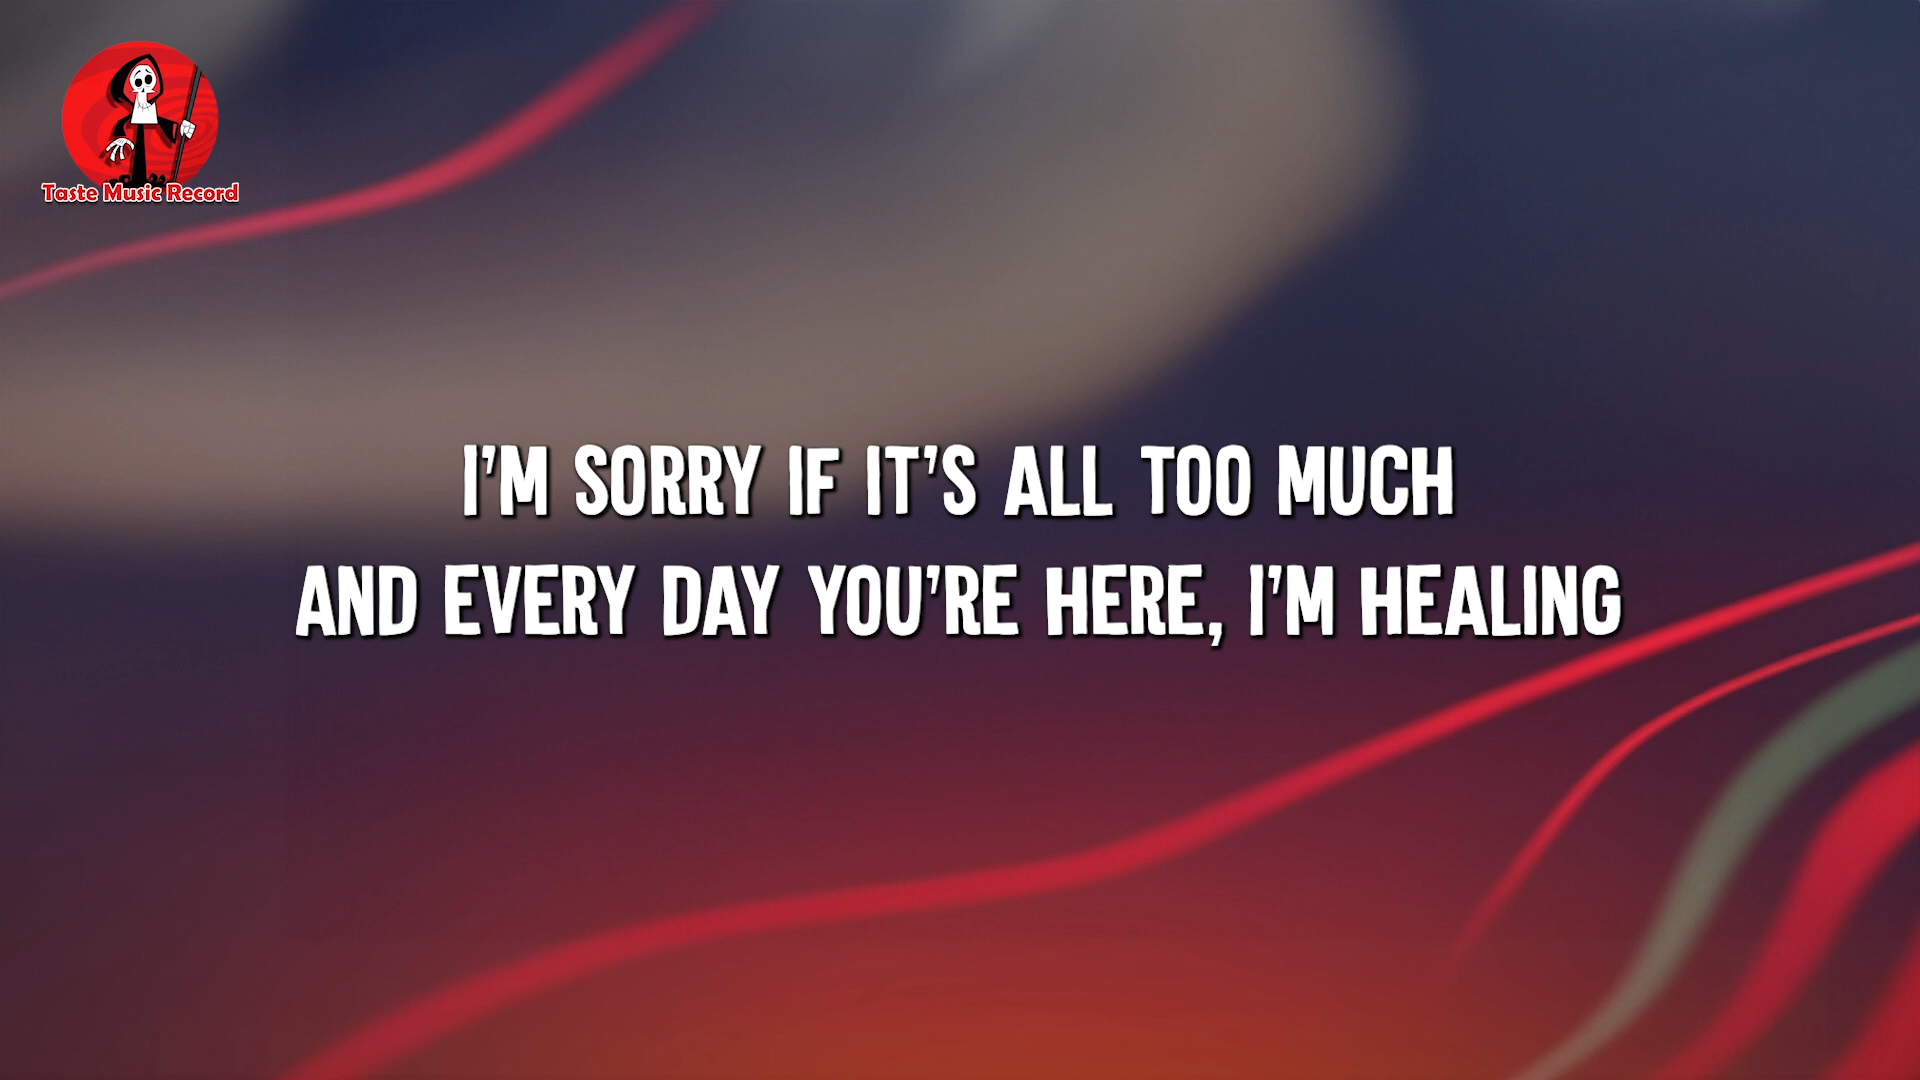 Taste Music Record
I'M SORRY IF IT'S ALL TOO MUCH
AND EVERY DAY YOU'RE HERE, I'M HEALING